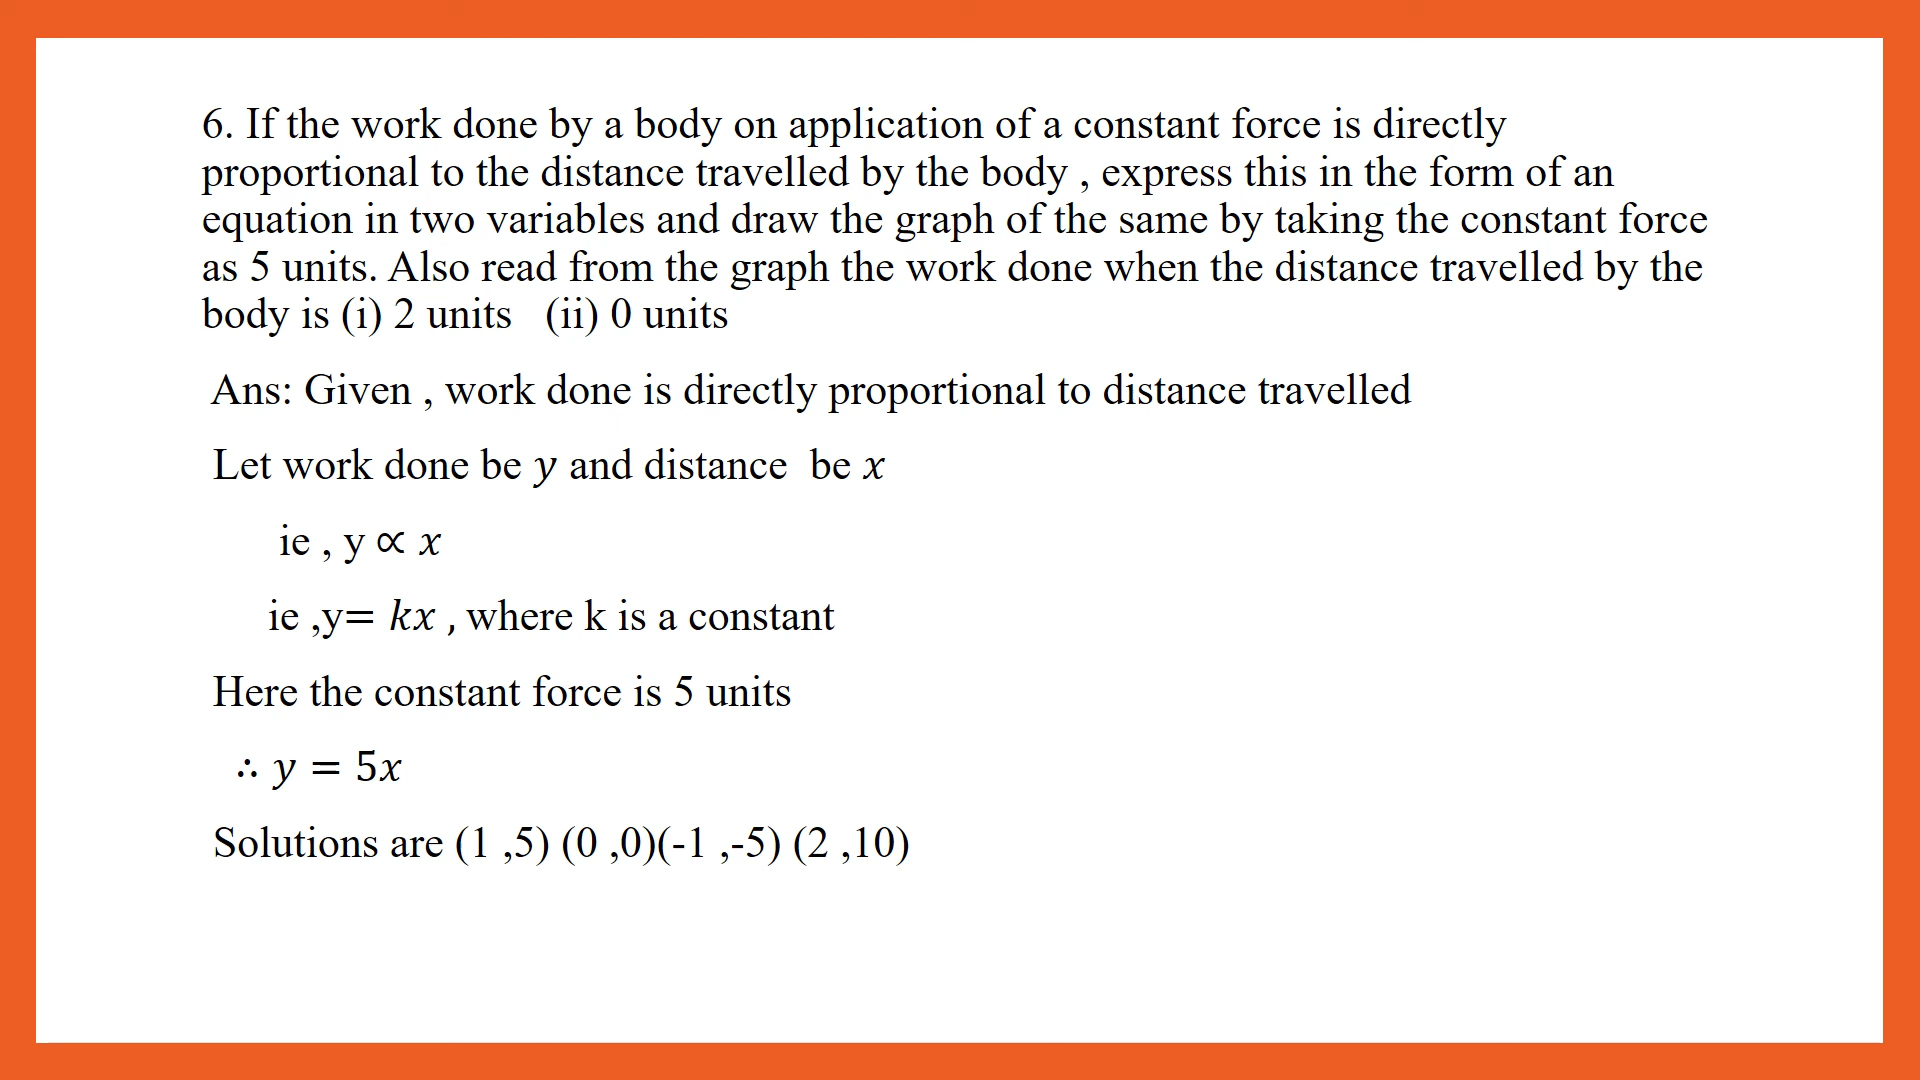 6. If the work done by a body on application of a constant force is directly
proportional to the distance travelled by the body , express this in the form of an
equation in two variables and draw the graph of the same by taking the constant force
as 5 units. Also read from the graph the work done when the distance travelled by the
body is (i) 2 units   (ii) 0 units
Ans: Given , work done is directly proportional to distance travelled
Let work done be 𝑦 and distance  be 𝑥
ie , y ∝ 𝑥
ie ,y= 𝑘𝑥 , where k is a constant
Here the constant force is 5 units
∴ 𝑦 = 5𝑥
Solutions are (1 ,5) (0 ,0)(-1 ,-5) (2 ,10)